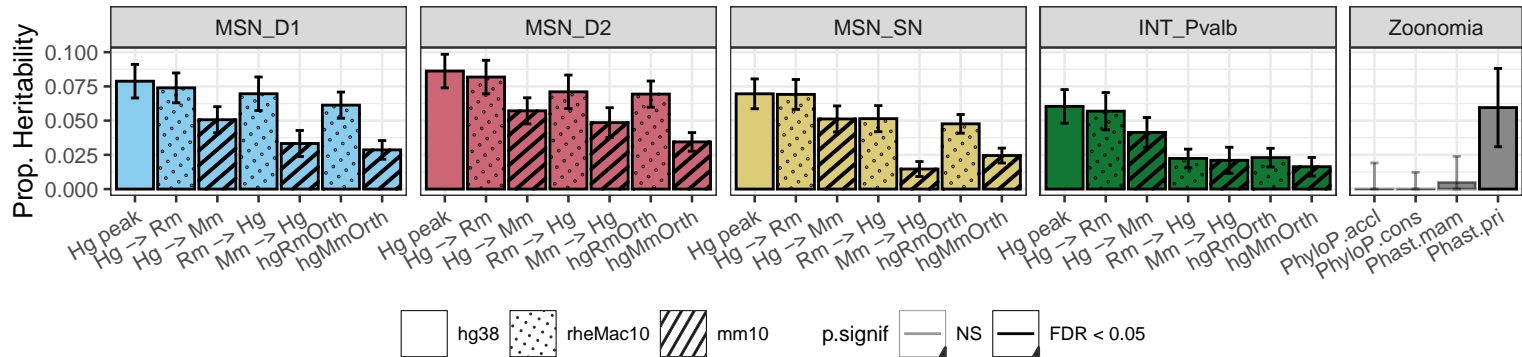 MSN_D1 MSN_D2 MSN_SN INT_Pvalb Zoonomia
Prop. Heritability
0.100
0.075
0.050
0.025
0.000
Hg peak Hg -> Rm Hg -> Mm Rm -> Hg Mm -> Hg hgRmOrth hgMmOrth
Hg peak Hg -> Rm Hg -> Mm Rm -> Hg Mm -> Hg hgRmOrth hgMmOrth
Hg peak Hg -> Rm Hg -> Mm Rm -> Hg Mm -> Hg hgRmOrth hgMmOrth
Hg peak Hg -> Rm Hg -> Mm Rm -> Hg Mm -> Hg hgRmOrth hgMmOrth
PhyloP.accl PhyloP.cons Phast.mam Phast.pri
hg38 rheMac10 mm10 p.signif NS FDR < 0.05